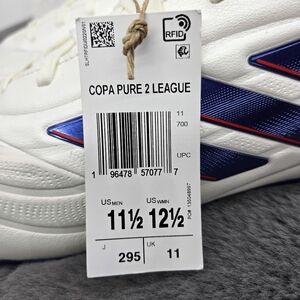 RFID
COPA PURE 2 LEAGUE
11
700
UPC
1 96478 57077 7
US MEN 11½
US WMN 12½
J 295
UK 11